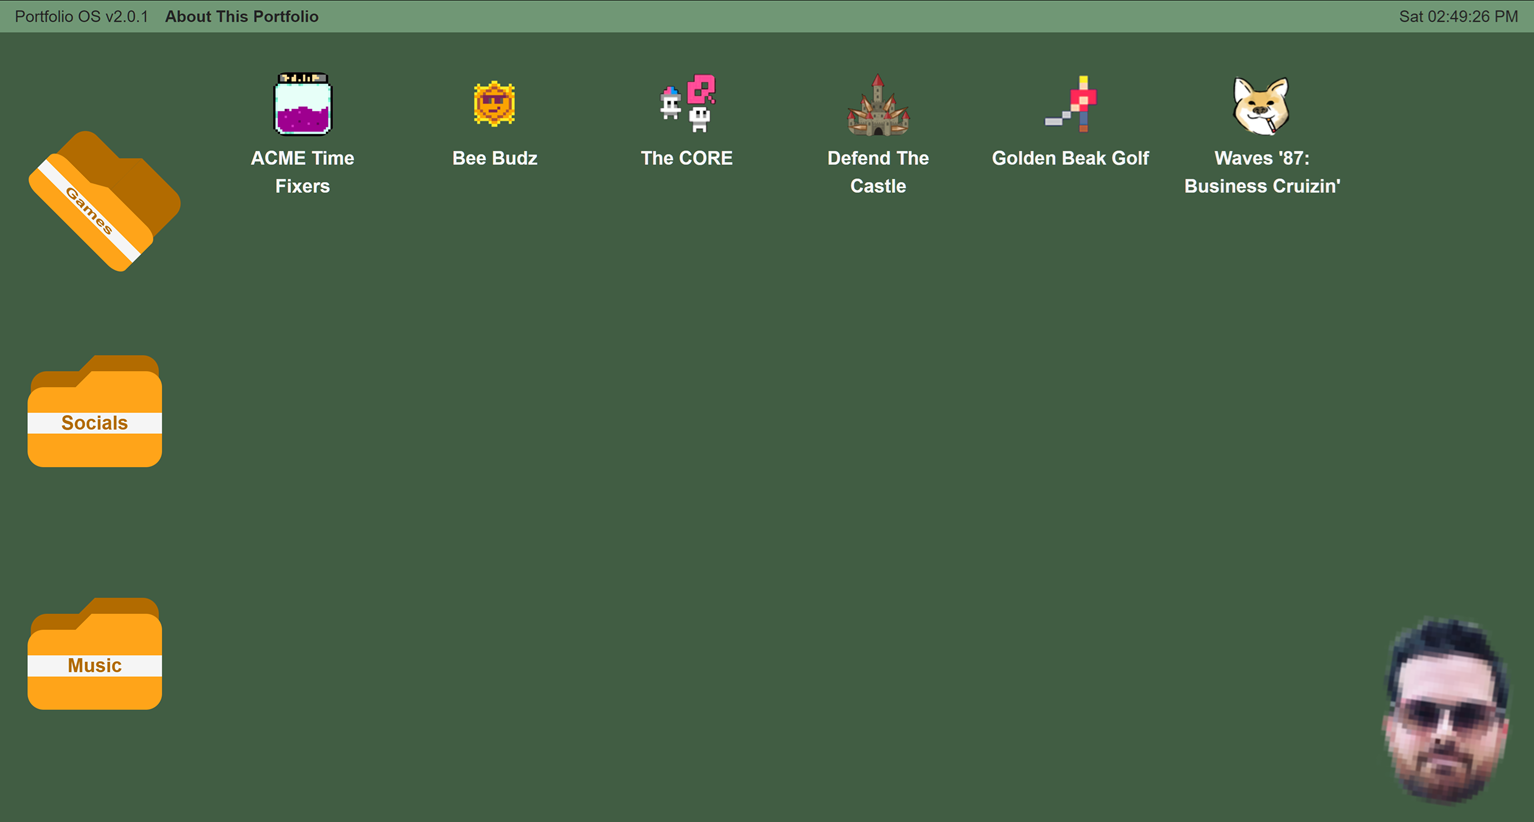 Portfolio OS v2.0.1 About This Portfolio Sat 02:49:26 PM
Games
ACME Time
Fixers
Bee Budz
The CORE
Defend The
Castle
Golden Beak Golf
Waves '87:
Business Cruizin'
Socials
Music